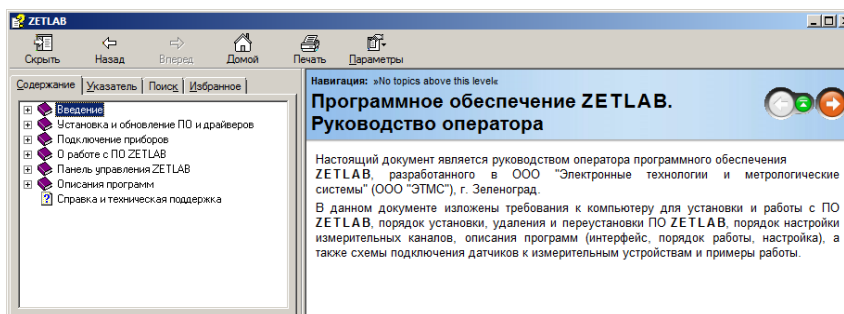 ZETLAB
Скрыть Назад Вперед Домой Печать Параметры
Содержание Указатель Поиск Избранное
Введение
Установка и обновление ПО и драйверов
Подключение приборов
О работе с ПО ZETLAB
Панель управления ZETLAB
Описания программ
Справка и техническая поддержка
Навигация: »No topics above this level«
Программное обеспечение ZETLAB.
Руководство оператора
Настоящий документ является руководством оператора программного обеспечения
ZETLAB, разработанного в ООО "Электронные технологии и метрологические
системы" (ООО "ЭТМС"), г. Зеленоград.
В данном документе изложены требования к компьютеру для установки и работы с ПО
ZETLAB, порядок установки, удаления и переустановки ПО ZETLAB, порядок настройки
измерительных каналов, описания программ (интерфейс, порядок работы, настройка), а
также схемы подключения датчиков к измерительным устройствам и примеры работы.